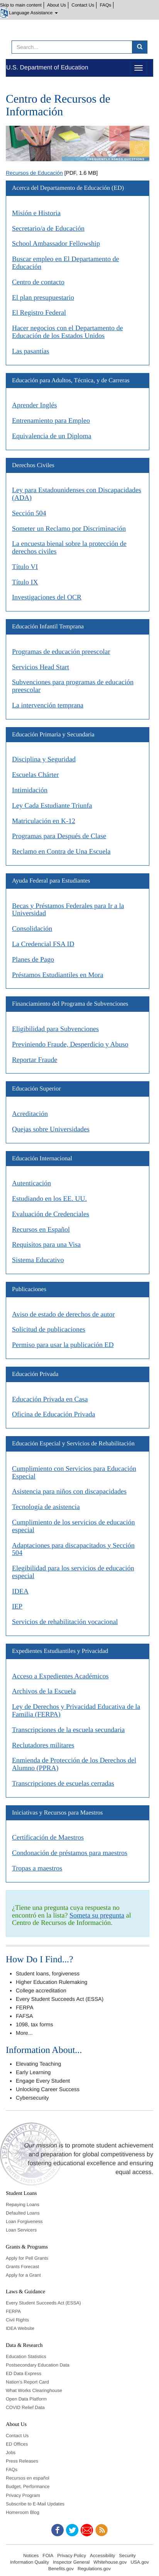 Skip to main content | About Us | Contact Us | FAQs |
Language Assistance
Search...
U.S. Department of Education
Centro de Recursos de
Información
Recursos de Educación [PDF, 1.6 MB]
Acerca del Departamento de Educación (ED)
Misión e Historia
Secretario/a de Educación
School Ambassador Fellowship
Buscar empleo en El Departamento de
Educación
Centro de contacto
El plan presupuestario
El Registro Federal
Hacer negocios con el Departamento de
Educación de los Estados Unidos
Las pasantías
Educación para Adultos, Técnica, y de Carreras
Aprender Inglés
Entrenamiento para Empleo
Equivalencia de un Diploma
Derechos Civiles
Ley para Estadounidenses con Discapacidades
(ADA)
Sección 504
Someter un Reclamo por Discriminación
La encuesta bienal sobre la protección de
derechos civiles
Título VI
Título IX
Investigaciones del OCR
Educación Infantil Temprana
Programas de educación preescolar
Servicios Head Start
Subvenciones para programas de educación
preescolar
La intervención temprana
Educación Primaria y Secundaria
Disciplina y Seguridad
Escuelas Chárter
Intimidación
Ley Cada Estudiante Triunfa
Matriculación en K-12
Programas para Después de Clase
Reclamo en Contra de Una Escuela
Ayuda Federal para Estudiantes
Becas y Préstamos Federales para Ir a la
Universidad
Consolidación
La Credencial FSA ID
Planes de Pago
Préstamos Estudiantiles en Mora
Financiamiento del Programa de Subvenciones
Eligibilidad para Subvenciones
Previniendo Fraude, Desperdicio y Abuso
Reportar Fraude
Educación Superior
Acreditación
Quejas sobre Universidades
Educación Internacional
Autenticación
Estudiando en los EE. UU.
Evaluación de Credenciales
Recursos en Español
Requisitos para una Visa
Sistema Educativo
Publicaciones
Aviso de estado de derechos de autor
Solicitud de publicaciones
Permiso para usar la publicación ED
Educación Privada
Educación Privada en Casa
Oficina de Educación Privada
Educación Especial y Servicios de Rehabilitación
Cumplimiento con Servicios para Educación
Especial
Asistencia para niños con discapacidades
Tecnología de asistencia
Cumplimiento de los servicios de educación
especial
Adaptaciones para discapacitados y Sección
504
Elegibilidad para los servicios de educación
especial
IDEA
IEP
Servicios de rehabilitación vocacional
Expedientes Estudiantiles y Privacidad
Acceso a Expedientes Académicos
Archivos de la Escuela
Ley de Derechos y Privacidad Educativa de la
Familia (FERPA)
Transcripciones de la escuela secundaria
Reclutadores militares
Enmienda de Protección de los Derechos del
Alumno (PPRA)
Transcripciones de escuelas cerradas
Iniciativas y Recursos para Maestros
Certificación de Maestros
Condonación de préstamos para maestros
Tropas a maestros
¿Tiene una pregunta cuya respuesta no
encontró en la lista? Someta su pregunta al
Centro de Recursos de Información.
How Do I Find...?
Student loans, forgiveness
Higher Education Rulemaking
College accreditation
Every Student Succeeds Act (ESSA)
FERPA
FAFSA
1098, tax forms
More...
Information About...
Elevating Teaching
Early Learning
Engage Every Student
Unlocking Career Success
Cybersecurity
Our mission is to promote student achievement
and preparation for global competitiveness by
fostering educational excellence and ensuring
equal access.
Student Loans
Repaying Loans
Defaulted Loans
Loan Forgiveness
Loan Servicers
Grants & Programs
Apply for Pell Grants
Grants Forecast
Apply for a Grant
Laws & Guidance
Every Student Succeeds Act (ESSA)
FERPA
Civil Rights
IDEA Website
Data & Research
Education Statistics
Postsecondary Education Data
ED Data Express
Nation's Report Card
What Works Clearinghouse
Open Data Platform
COVID Relief Data
About Us
Contact Us
ED Offices
Jobs
Press Releases
FAQs
Recursos en español
Budget, Performance
Privacy Program
Subscribe to E-Mail Updates
Homeroom Blog
Notices FOIA Privacy Policy Accessibility Security
Information Quality Inspector General Whitehouse.gov USA.gov
Benefits.gov Regulations.gov